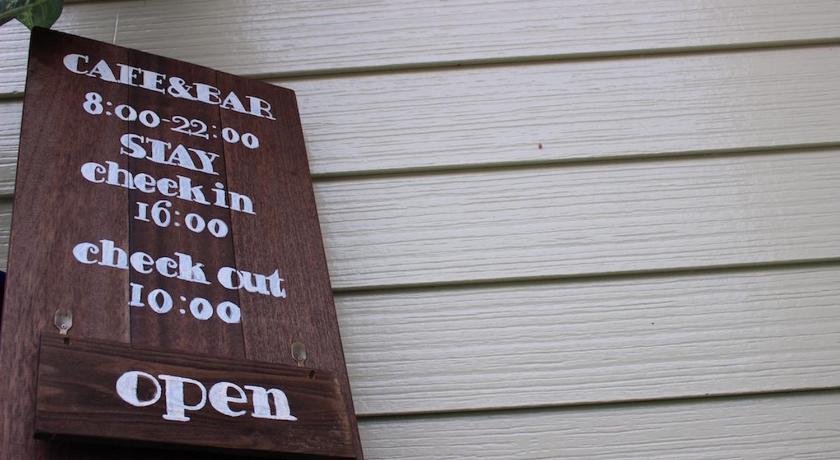 CAFE&BAR
8:00-22:00
STAY
check in
16:00
check out
10:00
open